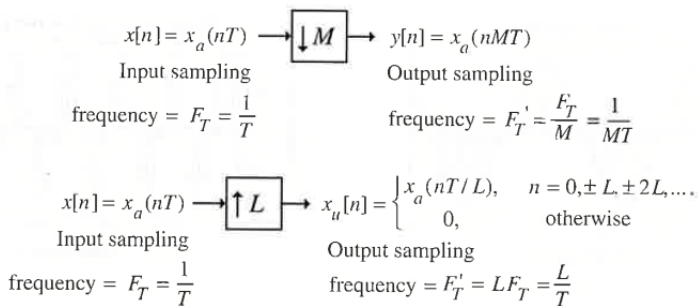 x[n] = x_a(nT) ↓M y[n] = x_a(nMT)
Input sampling Output sampling
frequency = F_T = 1/T frequency = F_T' = F_T/M = 1/MT
x[n] = x_a(nT) ↑L x_u[n] = { x_a(nT/L), n = 0, ± L, ± 2L,....
0, otherwise
Input sampling Output sampling
frequency = F_T = 1/T frequency = F_T' = LF_T = L/T